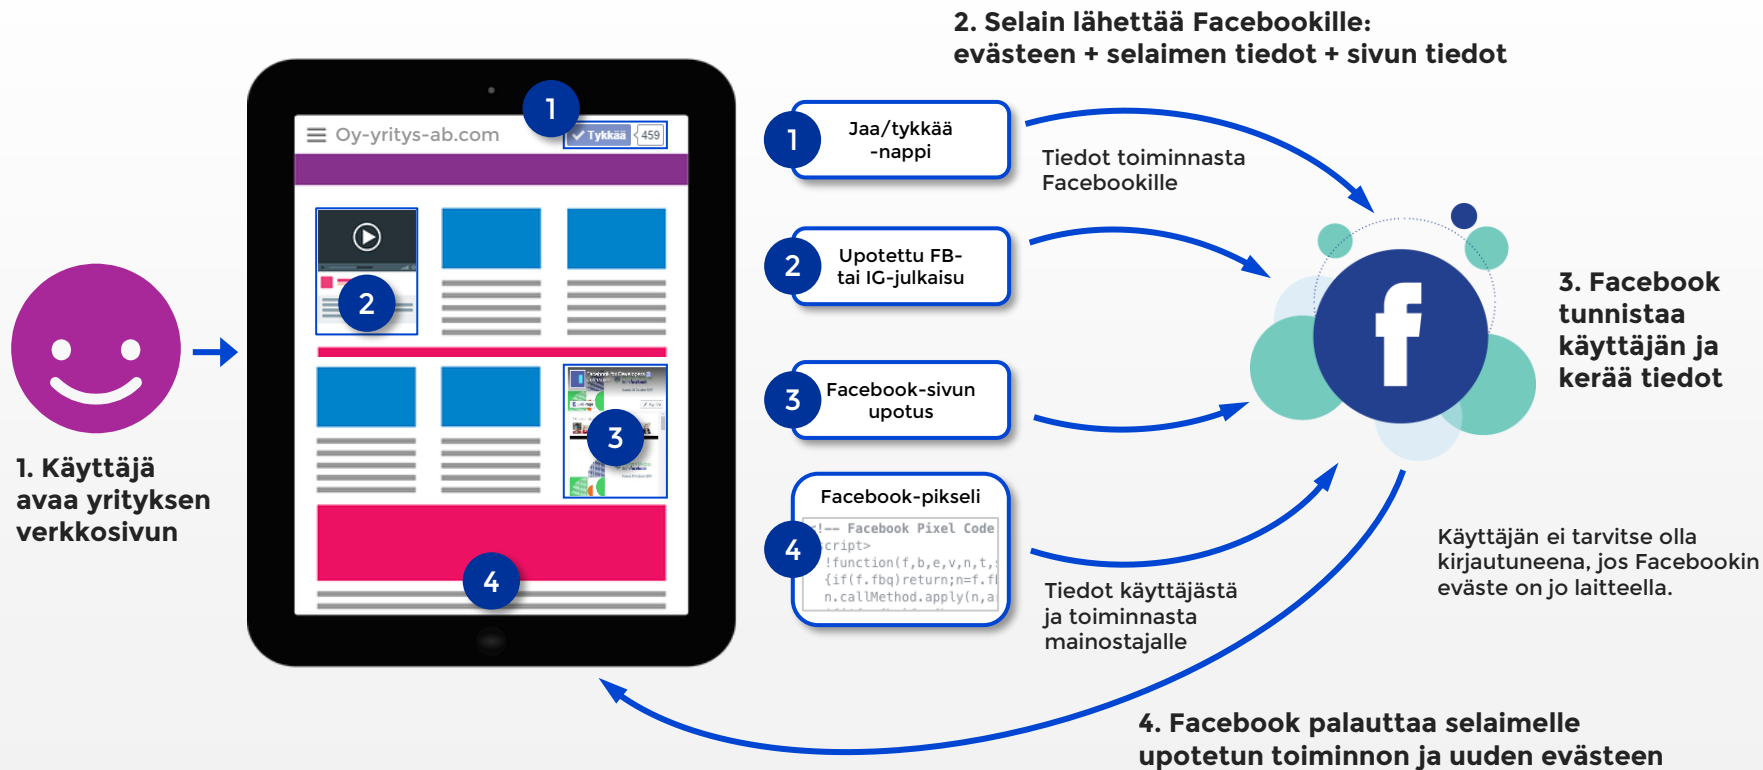 2. Selain lähettää Facebookille:
evästeen + selaimen tiedot + sivun tiedot
1
Oy-yritys-ab.com
Tykkää
459
2
3
4
1. Käyttäjä
avaa yrityksen
verkkosivun
1
Jaa/tykkää
-nappi
Tiedot toiminnasta
Facebookille
2
Upotettu FB-
tai IG-julkaisu
3
Facebook-sivun
upotus
Facebook-pikseli
4
!-- Facebook Pixel Code
cript>
!function(f,b,e,v,n,t,
{if(f.fbq)return;n=f.f
n.callMethod.apply(n,a
Tiedot käyttäjästä
ja toiminnasta
mainostajalle
f
3. Facebook
tunnistaa
käyttäjän ja
kerää tiedot
Käyttäjän ei tarvitse olla
kirjautuneena, jos Facebookin
eväste on jo laitteella.
4. Facebook palauttaa selaimelle
upotetun toiminnon ja uuden evästeen